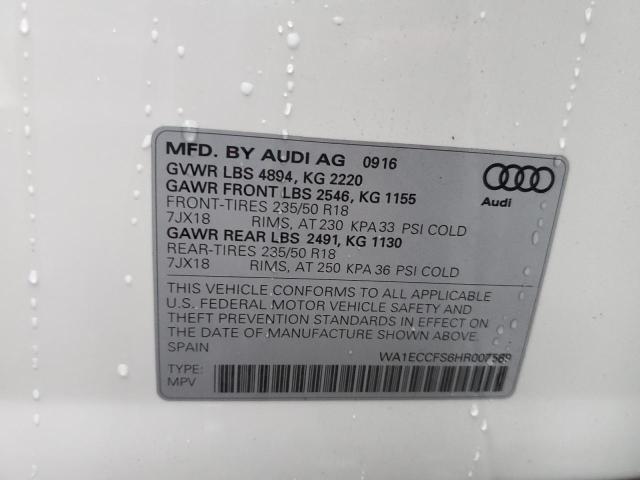 MFD. BY AUDI AG 0916
GVWR LBS 4894, KG 2220
GAWR FRONT LBS 2546, KG 1155
FRONT-TIRES 235/50 R18
7JX18 RIMS, AT 230 KPA 33 PSI COLD
GAWR REAR LBS 2491, KG 1130
REAR-TIRES 235/50 R18
7JX18 RIMS, AT 250 KPA 36 PSI COLD
Audi
THIS VEHICLE CONFORMS TO ALL APPLICABLE
U.S. FEDERAL MOTOR VEHICLE SAFETY AND
THEFT PREVENTION STANDARDS IN EFFECT ON
THE DATE OF MANUFACTURE SHOWN ABOVE.
SPAIN
WA1ECCFS6HR007569
TYPE:
MPV